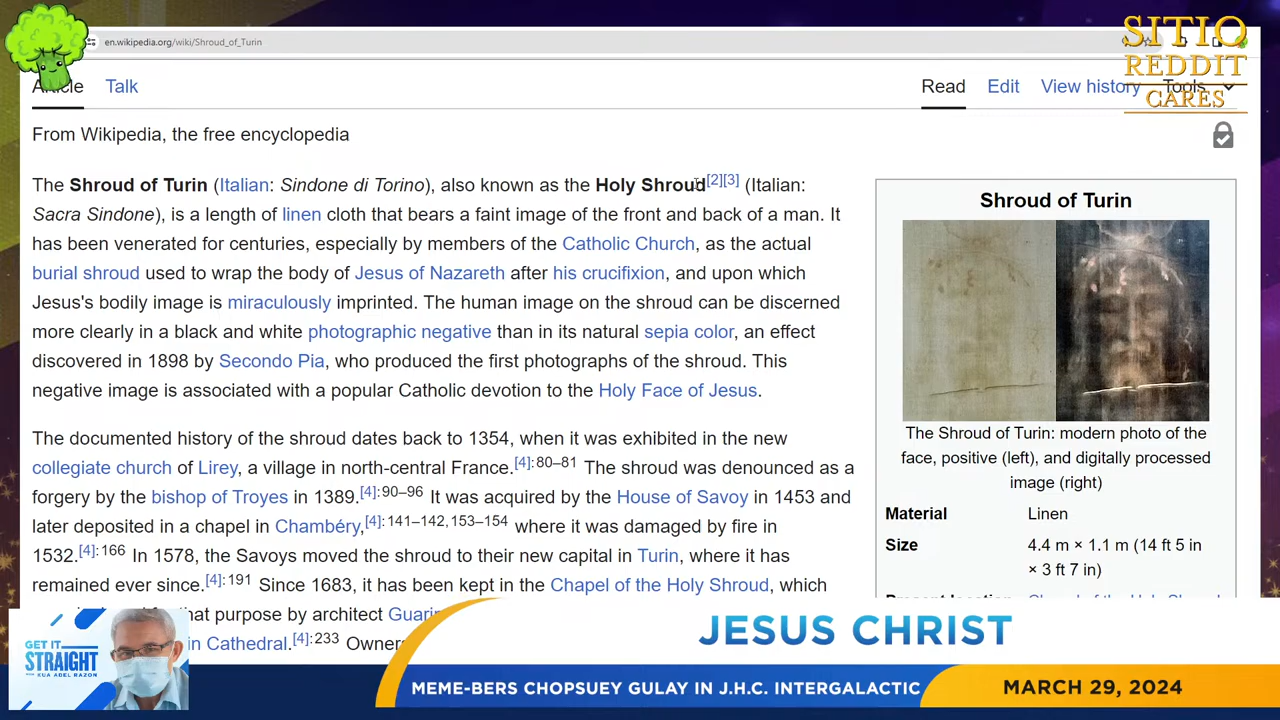 en.wikipedia.org/wiki/Shroud_of_Turin
SITIO
REDDIT
CARES
Article Talk Read Edit View history Tools
From Wikipedia, the free encyclopedia
The Shroud of Turin (Italian: Sindone di Torino), also known as the Holy Shroud[2][3] (Italian:
Sacra Sindone), is a length of linen cloth that bears a faint image of the front and back of a man. It
has been venerated for centuries, especially by members of the Catholic Church, as the actual
burial shroud used to wrap the body of Jesus of Nazareth after his crucifixion, and upon which
Jesus's bodily image is miraculously imprinted. The human image on the shroud can be discerned
more clearly in a black and white photographic negative than in its natural sepia color, an effect
discovered in 1898 by Secondo Pia, who produced the first photographs of the shroud. This
negative image is associated with a popular Catholic devotion to the Holy Face of Jesus.
The documented history of the shroud dates back to 1354, when it was exhibited in the new
collegiate church of Lirey, a village in north-central France.[4]:80–81 The shroud was denounced as a
forgery by the bishop of Troyes in 1389.[4]:90–96 It was acquired by the House of Savoy in 1453 and
later deposited in a chapel in Chambéry,[4]:141–142,153–154 where it was damaged by fire in
1532.[4]:166 In 1578, the Savoys moved the shroud to their new capital in Turin, where it has
remained ever since.[4]:191 Since 1683, it has been kept in the Chapel of the Holy Shroud, which
that purpose by architect
in Cathedral.[4]:233
Shroud of Turin
The Shroud of Turin: modern photo of the
face, positive (left), and digitally processed
image (right)
Material Linen
Size 4.4 m × 1.1 m (14 ft 5 in
× 3 ft 7 in)
GET IT
STRAIGHT
KUA ADEL RAZON
JESUS CHRIST
MEME-BERS CHOPSUEY GULAY IN J.H.C. INTERGALACTIC
MARCH 29, 2024